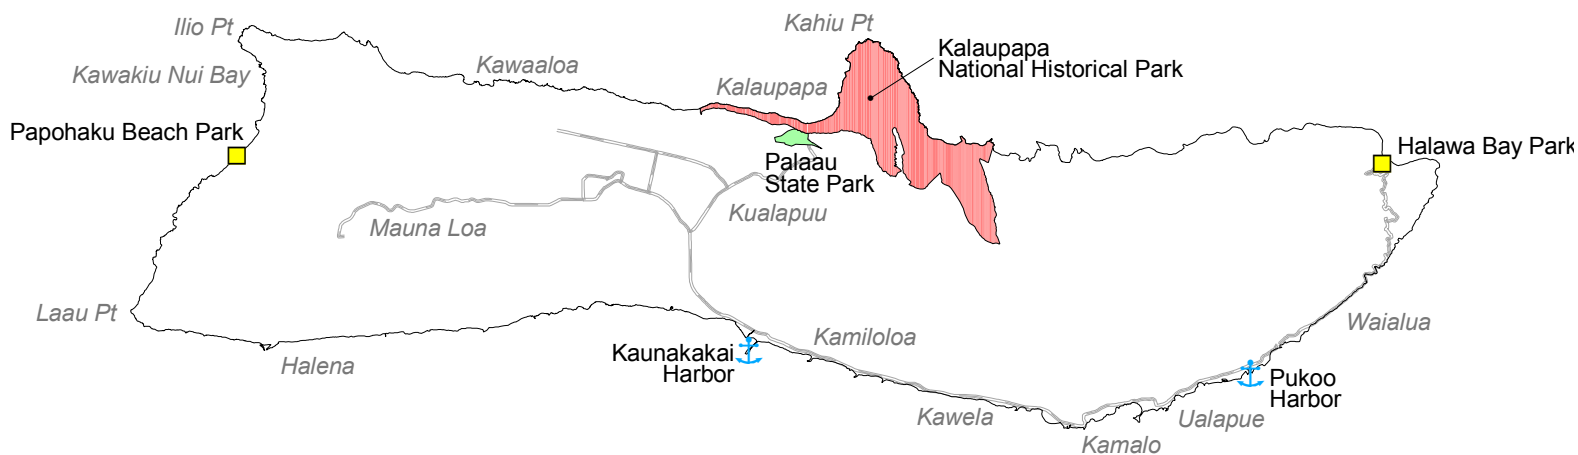 Ilio Pt
Kahiu Pt
Kalaupapa
National Historical Park
Kawakiu Nui Bay
Kawaaloa
Kalaupapa
Papohaku Beach Park
Halawa Bay Park
Palaau
State Park
Kualapuu
Mauna Loa
Laau Pt
Waialua
Kamiloloa
Kaunakakai
Harbor
Halena
Pukoo
Harbor
Kawela
Ualapue
Kamalo